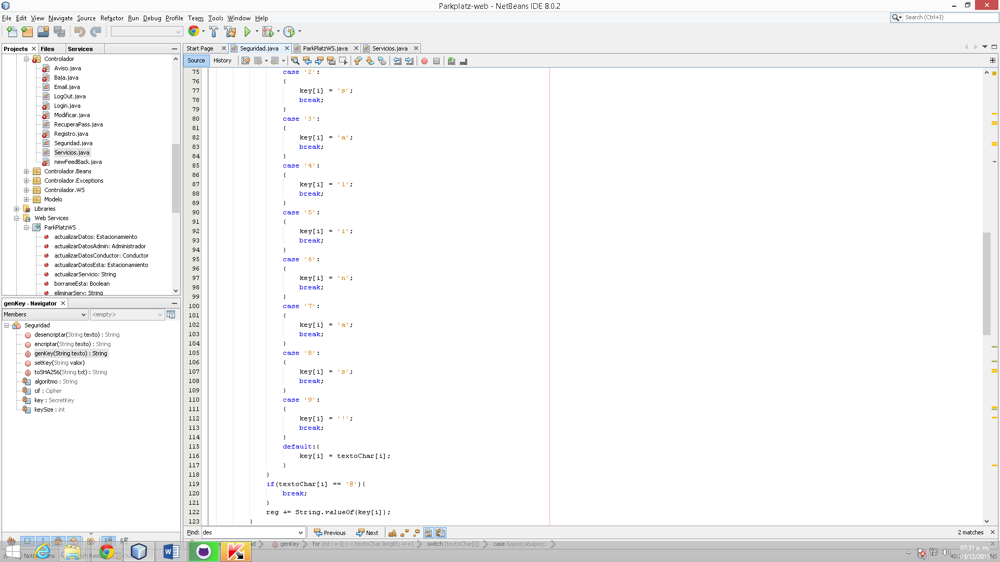 Parkplatz-web - NetBeans IDE 8.0.2
File Edit View Navigate Source Refactor Run Debug Profile Team Tools Window Help
Search (Ctrl+I)
Projects Files Services
Controlador
Aviso.java
Baja.java
Email.java
LogOut.java
Login.java
Modificar.java
RecuperaPass.java
Registro.java
Seguridad.java
Servicios.java
newFeedBack.java
Controlador.Beans
Controlador.Exceptions
Controlador.WS
Modelo
Libraries
Web Services
ParkPlatzWS
actualizarDatos: Estacionamiento
actualizarDatosAdmin: Administrador
actualizarDatosConductor: Conductor
actualizarDatosEsta: Estacionamiento
actualizarServicio: String
borrameEsta: Boolean
eliminarServ: String
genKey - Navigator
Members
<empty>
Seguridad
desencriptar(String texto) : String
encriptar(String texto) : String
genKey(String texto) : String
setKey(String valor)
toSHA256(String txt) : String
algoritmo : String
cif : Cipher
key : SecretKey
keySize : int
Start Page Seguridad.java ParkPlatzWS.java Servicios.java
Source History
75 case '2':
76 {
77 key[i] = 's';
78 break;
79 }
80 case '3':
81 {
82 key[i] = 'a';
83 break;
84 }
85 case '4':
86 {
87 key[i] = 'l';
88 break;
89 }
90 case '5':
91 {
92 key[i] = 'i';
93 break;
94 }
95 case '6':
96 {
97 key[i] = 'n';
98 break;
99 }
100 case '7':
101 {
102 key[i] = 'a';
103 break;
104 }
105 case '8':
106 {
107 key[i] = 's';
108 break;
109 }
110 case '9':
111 {
112 key[i] = '!';
113 break;
114 }
115 default:{
116 key[i] = textoChar[i];
117 }
118 }
119 if(textoChar[i] == '@'){
120 break;
121 }
122 reg += String.valueOf(key[i]);
123 }
Find: des Previous Next 2 matches
genKey for (int i = 0; i < textoChar.length; i++) switch (textoChar[i]) case &apos;a&apos;:
07:31 a. m.